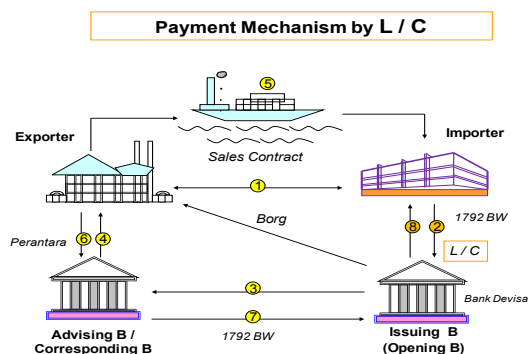 Payment Mechanism by L / C
5
Exporter
Importer
Sales Contract
1
Borg
1792 BW
Perantara
6 4
8 2
L / C
3
Bank Devisa
7
Advising B /
Corresponding B
1792 BW
Issuing B
(Opening B)